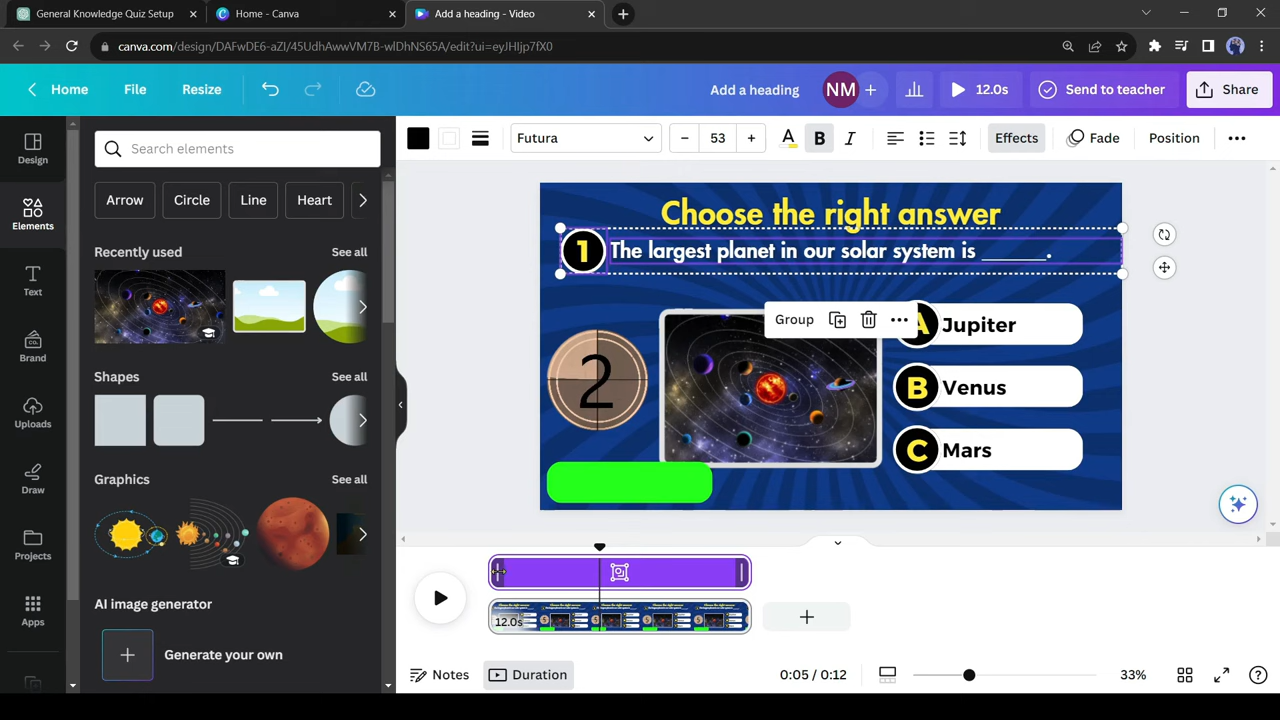 General Knowledge Quiz Setup
Home - Canva
Add a heading - Video
canva.com/design/DAFwDE6-aZI/45UdhAwwVM7B-wIDhNS65A/edit?ui=eyJHIjp7fX0
Home
File
Resize
Add a heading
NM
12.0s
Send to teacher
Share
Design
Elements
Text
Brand
Uploads
Draw
Projects
Apps
Search elements
Arrow
Circle
Line
Heart
Recently used
See all
Shapes
See all
Graphics
See all
AI image generator
Generate your own
Futura
53
A
B
I
Effects
Fade
Position
Choose the right answer
1
The largest planet in our solar system is ______.
Group
2
A
Jupiter
B
Venus
C
Mars
12.0s
Notes
Duration
0:05 / 0:12
33%